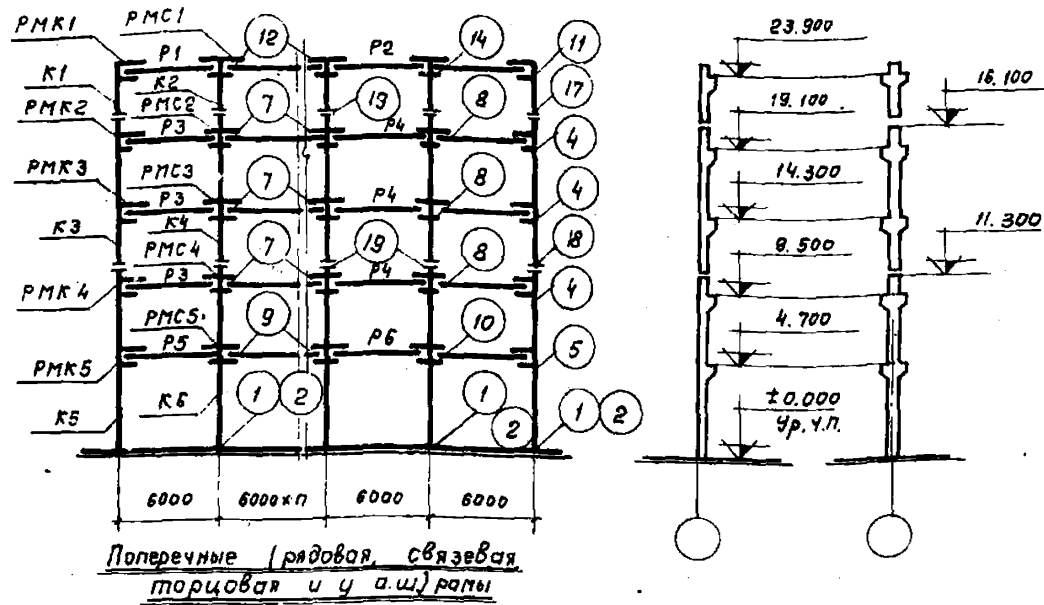 РМК1 РМС1 12 Р1 Р2 14 11
К1 К2 13 17
РМК2 РМС2 7 Р3 Р4 8 4
РМК3 РМС3 7 Р3 Р4 8 4
К3 К4 18
РМК4 РМС4 7 19 Р3 Р4 8 4
РМС5 9 Р5 Р6 10 5
РМК5
К5 К6 1 2 1 2 1 2
6000 6000×п 6000 6000
Поперечные (рядовая, связевая
торцовая и у а.ш.) рамы
23.900
19.100
16.100
14.300
11.300
9.500
4.700
±0.000
Ур. ч.п.